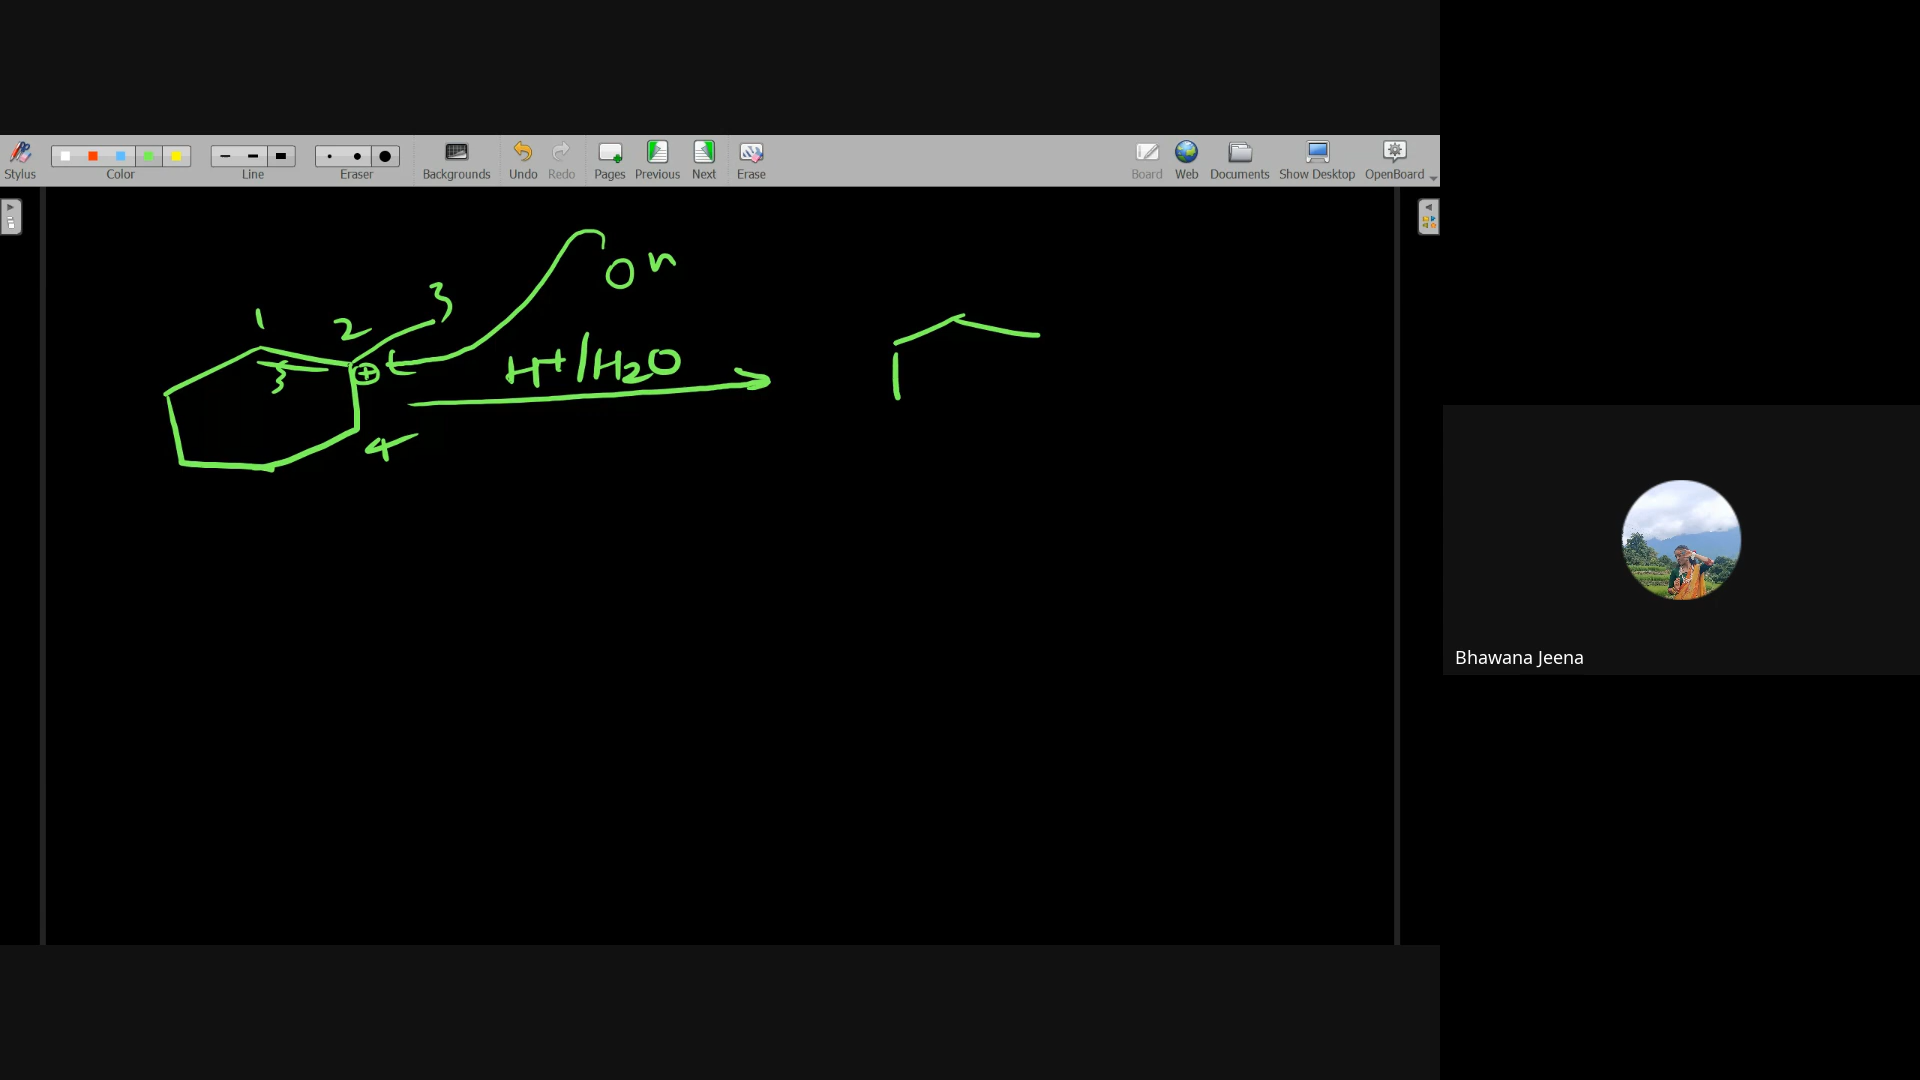 Stylus Color Line Eraser Backgrounds Undo Redo Pages Previous Next Erase Board Web Documents Show Desktop OpenBoard
On
1 2 3
⊕
3
H+/H2O
4
Bhawana Jeena